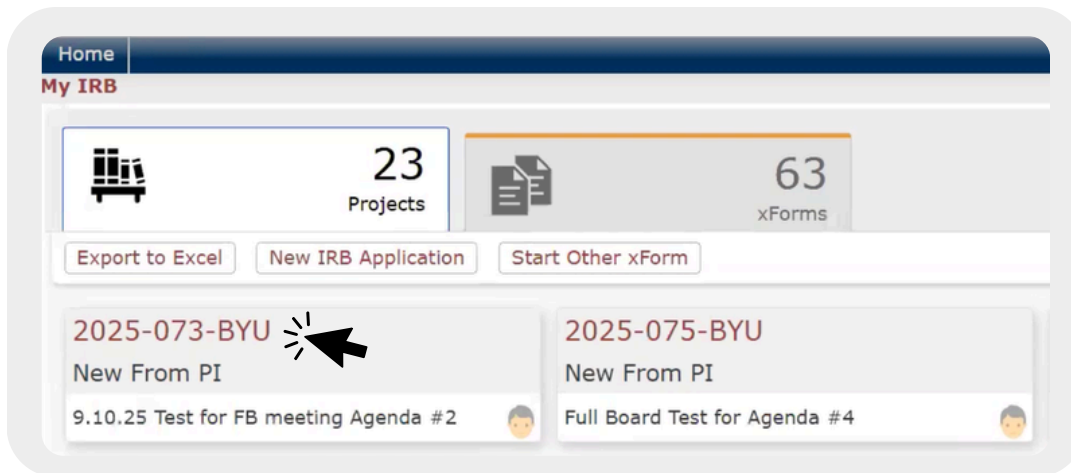 Home
My IRB
23
Projects
63
xForms
Export to Excel
New IRB Application
Start Other xForm
2025-073-BYU
New From PI
9.10.25 Test for FB meeting Agenda #2
2025-075-BYU
New From PI
Full Board Test for Agenda #4